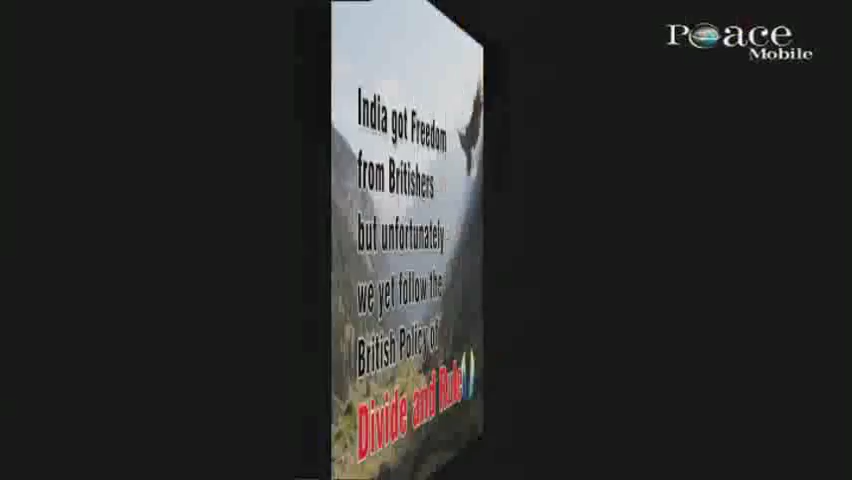 Peace
Mobile
India got Freedom
from Britishers
but unfortunately
we yet follow the
British Policy of
Divide and Rule